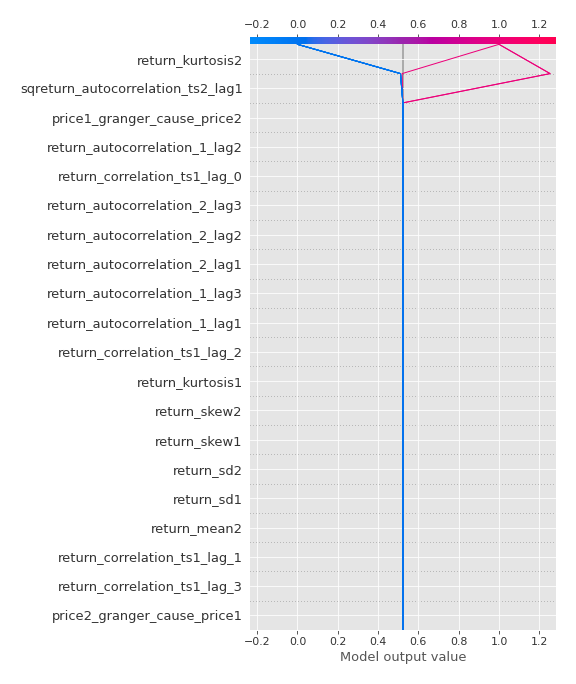 −0.2 0.0 0.2 0.4 0.6 0.8 1.0 1.2
return_kurtosis2
sqreturn_autocorrelation_ts2_lag1
price1_granger_cause_price2
return_autocorrelation_1_lag2
return_correlation_ts1_lag_0
return_autocorrelation_2_lag3
return_autocorrelation_2_lag2
return_autocorrelation_2_lag1
return_autocorrelation_1_lag3
return_autocorrelation_1_lag1
return_correlation_ts1_lag_2
return_kurtosis1
return_skew2
return_skew1
return_sd2
return_sd1
return_mean2
return_correlation_ts1_lag_1
return_correlation_ts1_lag_3
price2_granger_cause_price1
−0.2 0.0 0.2 0.4 0.6 0.8 1.0 1.2
Model output value